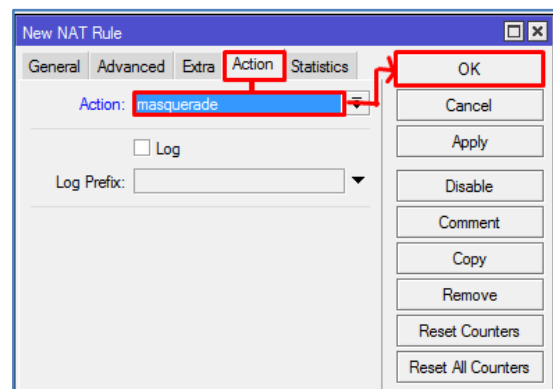 New NAT Rule
General Advanced Extra Action Statistics
Action: masquerade
Log
Log Prefix:
OK
Cancel
Apply
Disable
Comment
Copy
Remove
Reset Counters
Reset All Counters